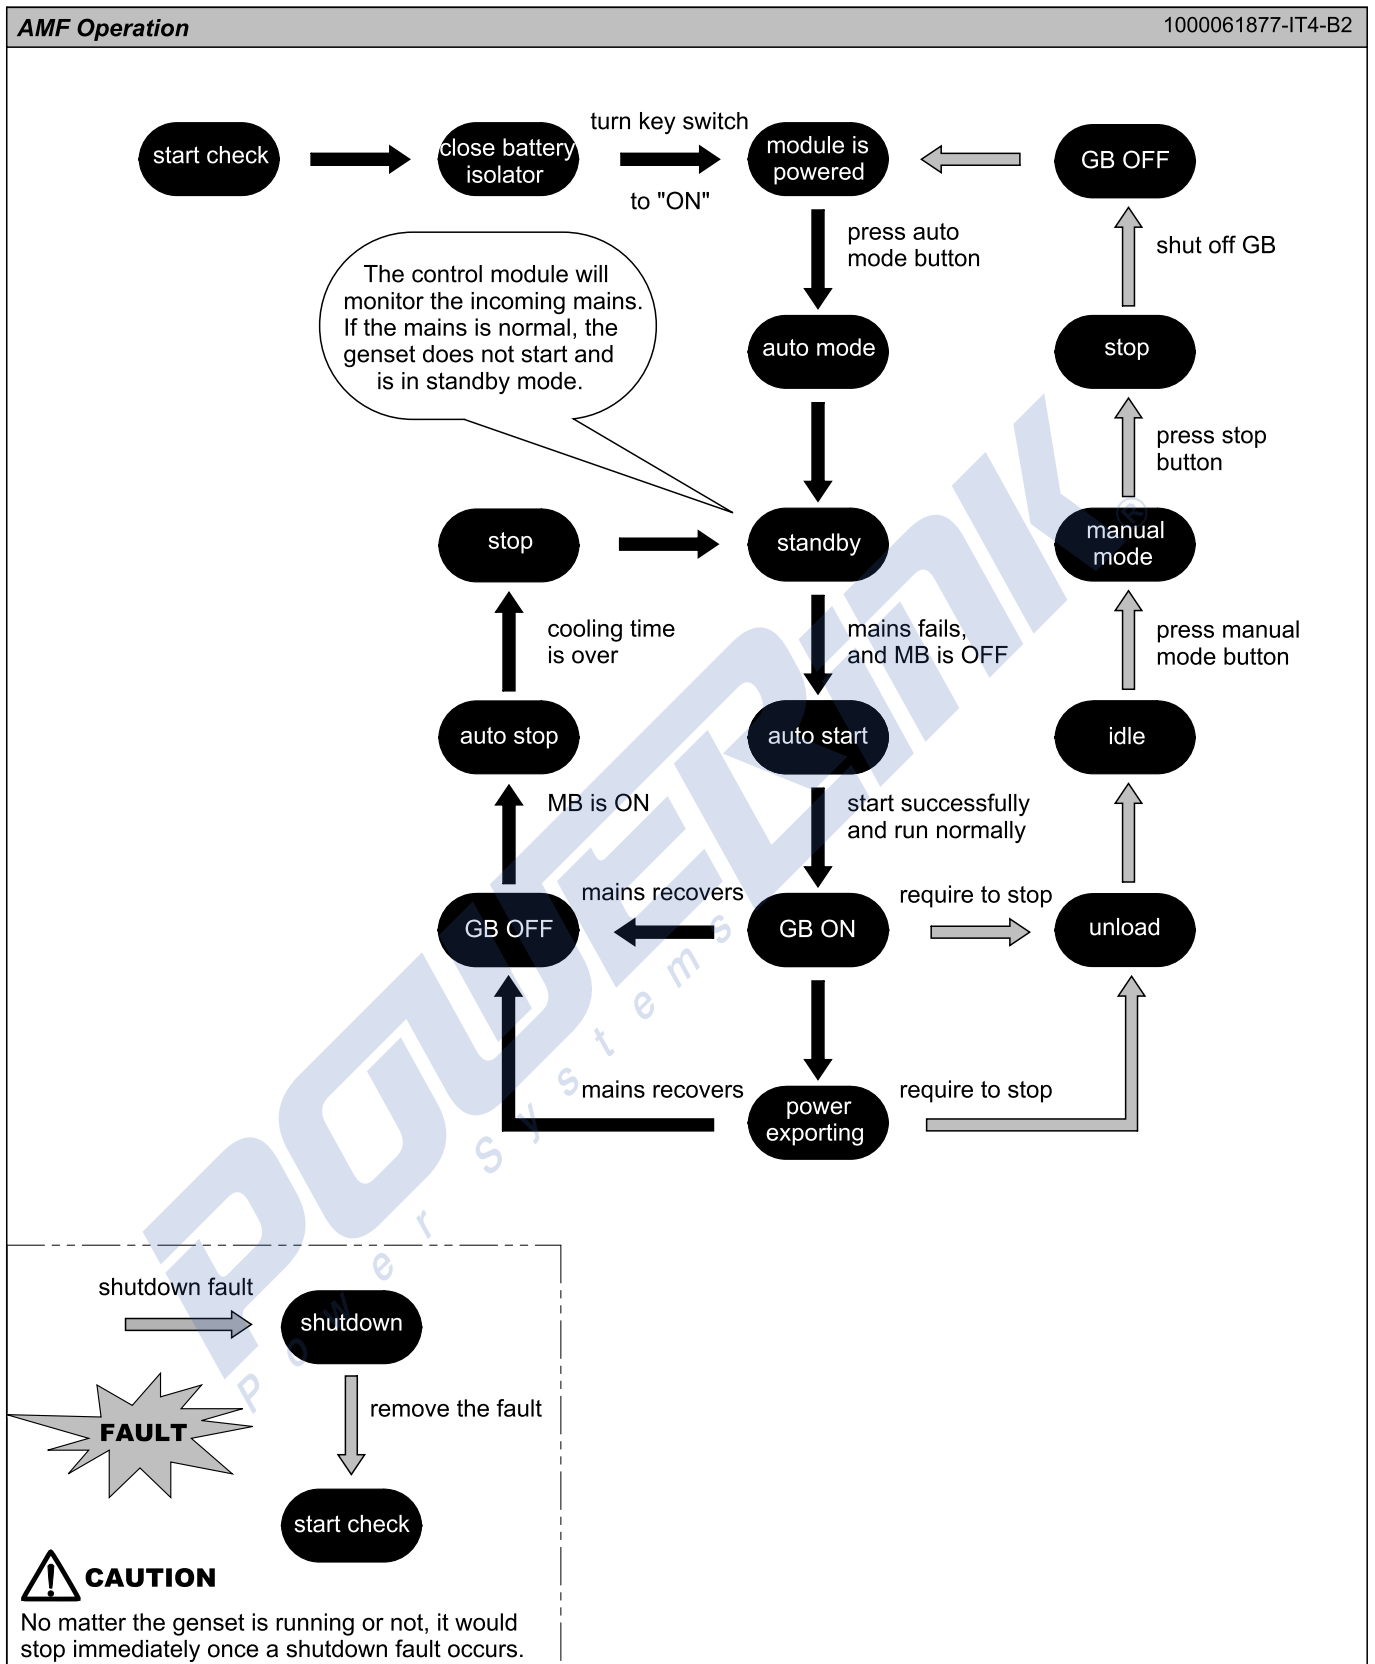 AMF Operation
1000061877-IT4-B2
start check
close battery
isolator
turn key switch
to "ON"
module is
powered
GB OFF
press auto
mode button
shut off GB
The control module will
monitor the incoming mains.
If the mains is normal, the
genset does not start and
is in standby mode.
auto mode
stop
press stop
button
stop
standby
manual
mode
cooling time
is over
mains fails,
and MB is OFF
press manual
mode button
auto stop
auto start
idle
MB is ON
start successfully
and run normally
GB OFF
mains recovers
GB ON
require to stop
unload
mains recovers
power
exporting
require to stop
POWERLINK
®
Power Systems
shutdown fault
shutdown
FAULT
remove the fault
start check
CAUTION
No matter the genset is running or not, it would
stop immediately once a shutdown fault occurs.